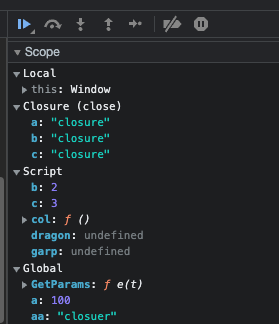 Scope
Local
this: Window
Closure (close)
a: "closure"
b: "closure"
c: "closure"
Script
b: 2
c: 3
col: ƒ ()
dragon: undefined
garp: undefined
Global
GetParams: ƒ e(t)
a: 100
aa: "closuer"